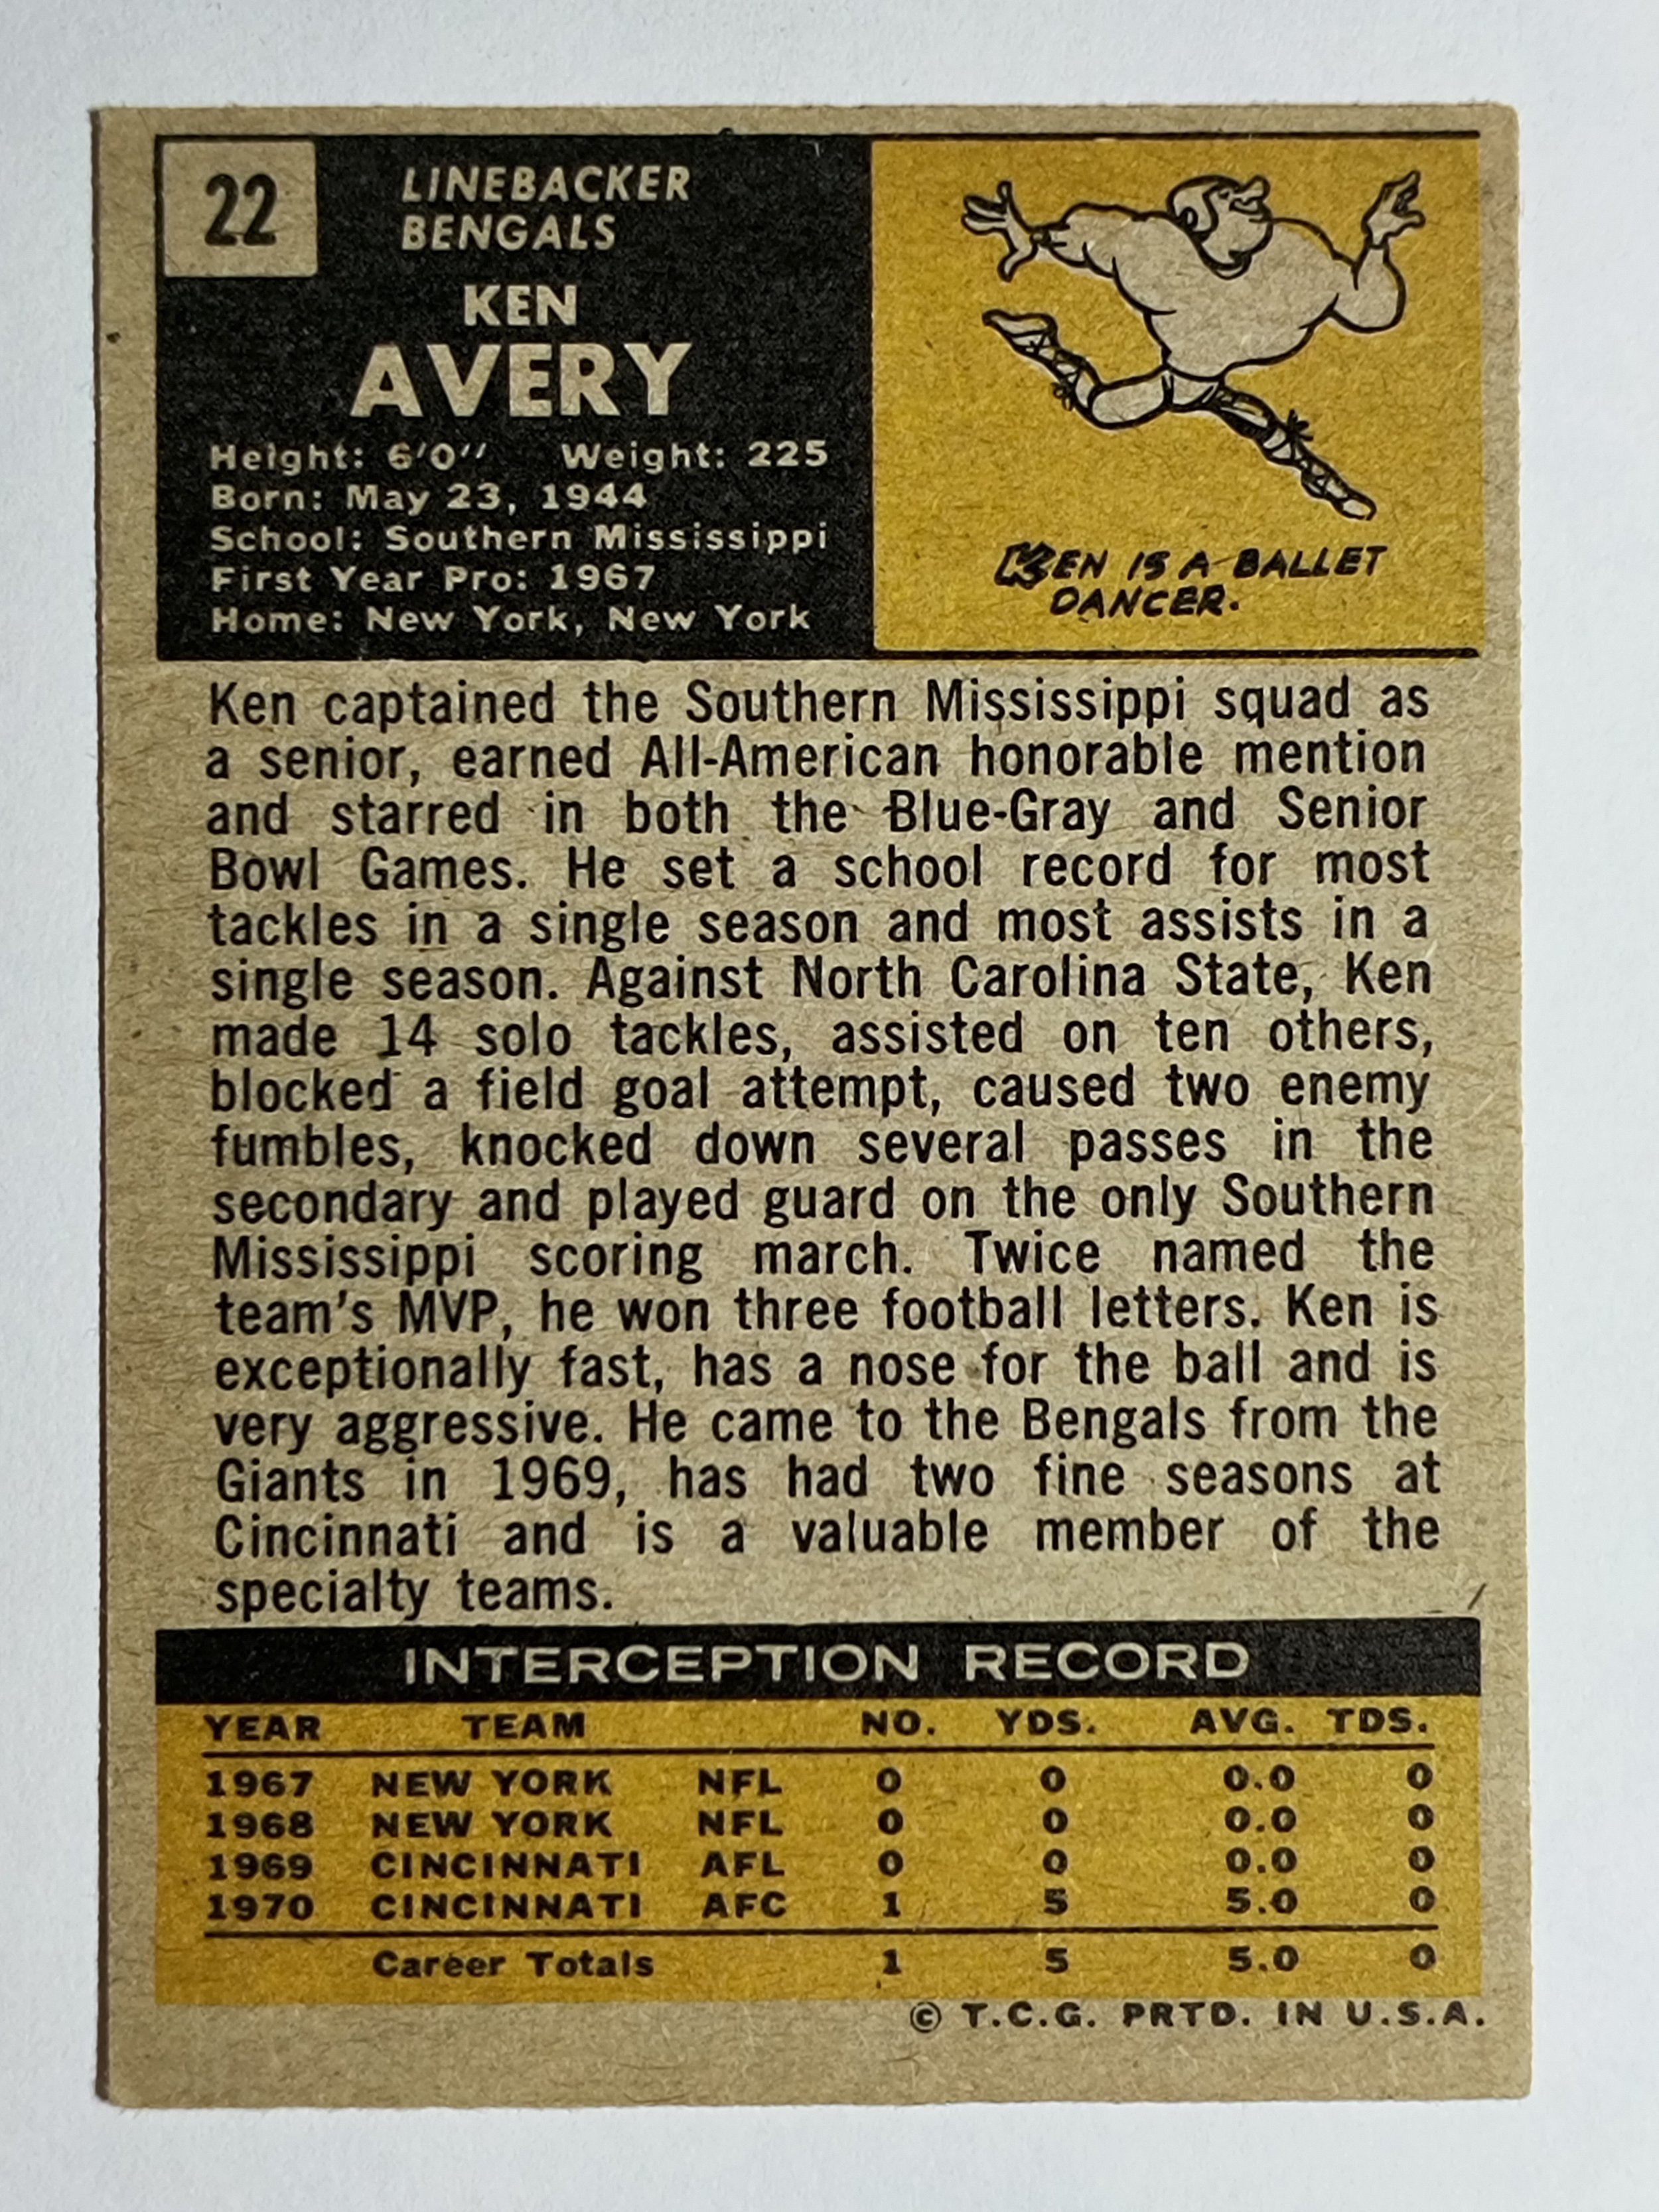 22
LINEBACKER
BENGALS
KEN
AVERY
Height: 6'0'' Weight: 225
Born: May 23, 1944
School: Southern Mississippi
First Year Pro: 1967
Home: New York, New York
KEN IS A BALLET
DANCER.
Ken captained the Southern Mississippi squad as
a senior, earned All-American honorable mention
and starred in both the Blue-Gray and Senior
Bowl Games. He set a school record for most
tackles in a single season and most assists in a
single season. Against North Carolina State, Ken
made 14 solo tackles, assisted on ten others,
blocked a field goal attempt, caused two enemy
fumbles, knocked down several passes in the
secondary and played guard on the only Southern
Mississippi scoring march. Twice named the
team's MVP, he won three football letters. Ken is
exceptionally fast, has a nose for the ball and is
very aggressive. He came to the Bengals from the
Giants in 1969, has had two fine seasons at
Cincinnati and is a valuable member of the
specialty teams.
INTERCEPTION RECORD
YEAR TEAM NO. YDS. AVG. TDS.
1967 NEW YORK NFL 0 0 0.0 0
1968 NEW YORK NFL 0 0 0.0 0
1969 CINCINNATI AFL 0 0 0.0 0
1970 CINCINNATI AFC 1 5 5.0 0
Career Totals 1 5 5.0 0
© T.C.G. PRTD. IN U.S.A.